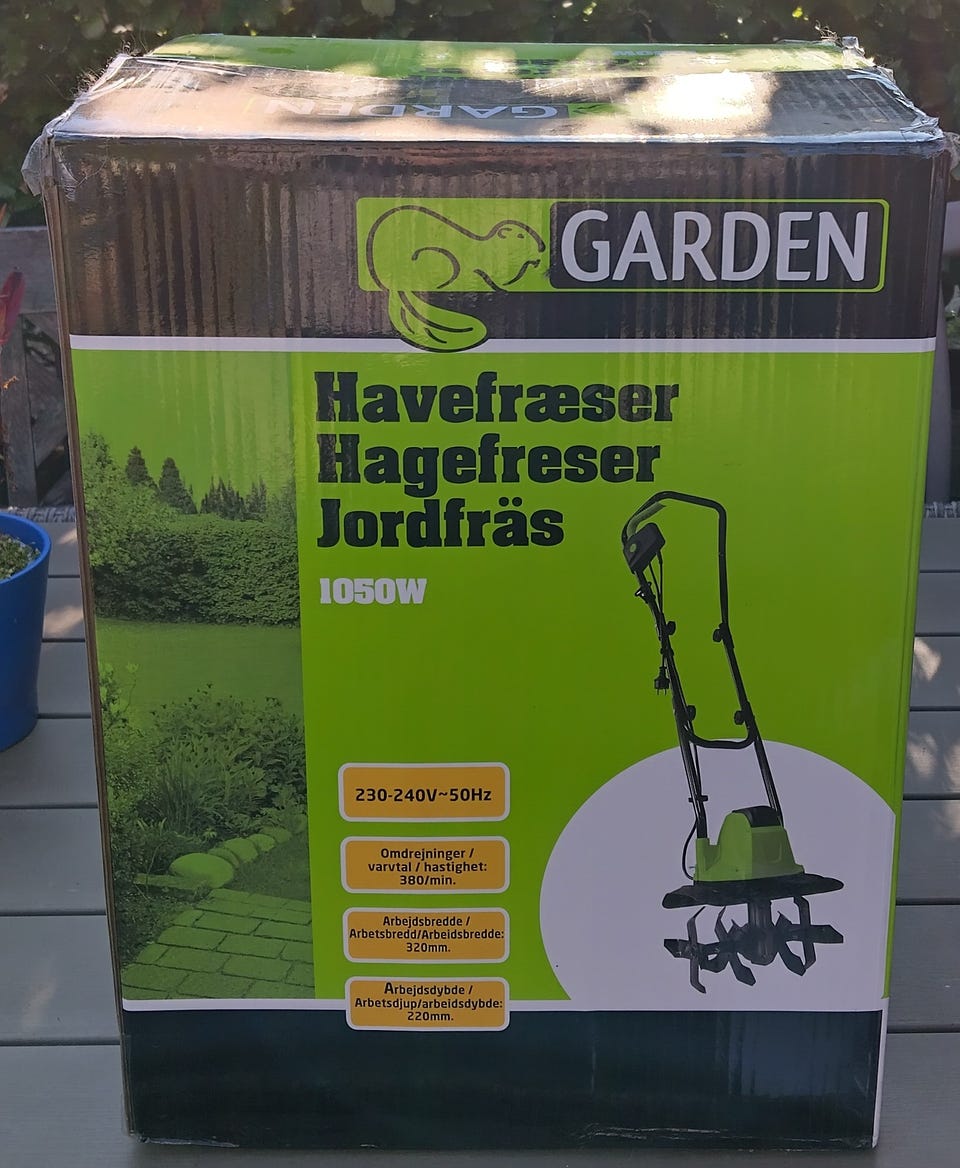 GARDEN
GARDEN
GARDEN
Havefræser
Hagefreser
Jordfräs
1050W
230-240V~50Hz
Omdrejninger /
varvtal / hastighet:
380/min.
Arbejdsbredde /
Arbetsbredd/Arbeidsbredde:
320mm.
Arbejdsdybde /
Arbetsdjup/arbeidsdybde:
220mm.